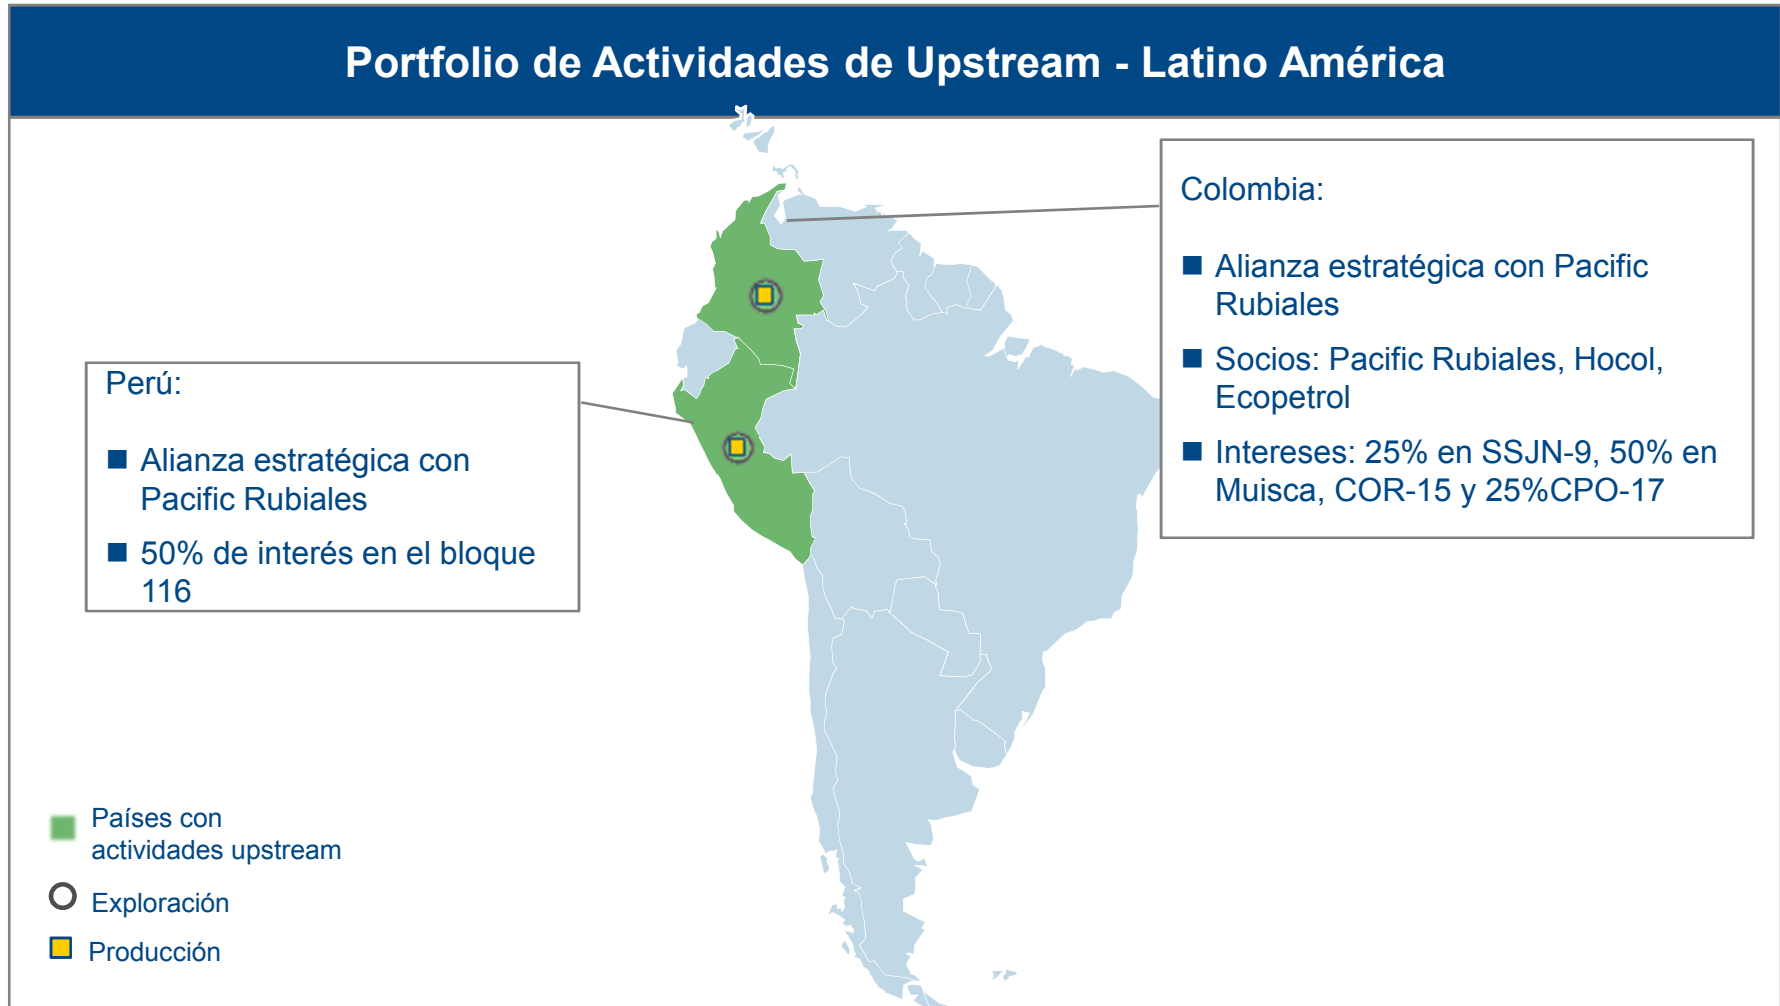 Portfolio de Actividades de Upstream - Latino América
Colombia:
Alianza estratégica con Pacific
Rubiales
Socios: Pacific Rubiales, Hocol,
Ecopetrol
Intereses: 25% en SSJN-9, 50% en
Muisca, COR-15 y 25%CPO-17
Perú:
Alianza estratégica con
Pacific Rubiales
50% de interés en el bloque
116
Países con
actividades upstream
Exploración
Producción